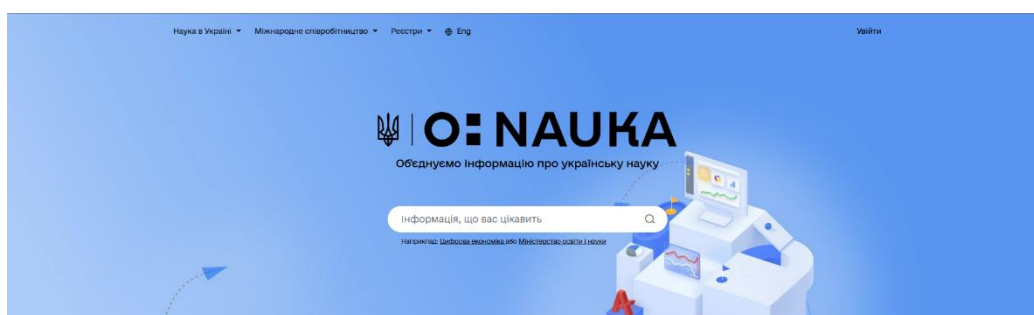 Наука в Україні Міжнародне співробітництво Реєстри Eng Увійти
O: NAUKA
Об'єднуємо інформацію про українську науку
Інформація, що вас цікавить
Наприклад: Цифрова економіка або Міністерство освіти і науки